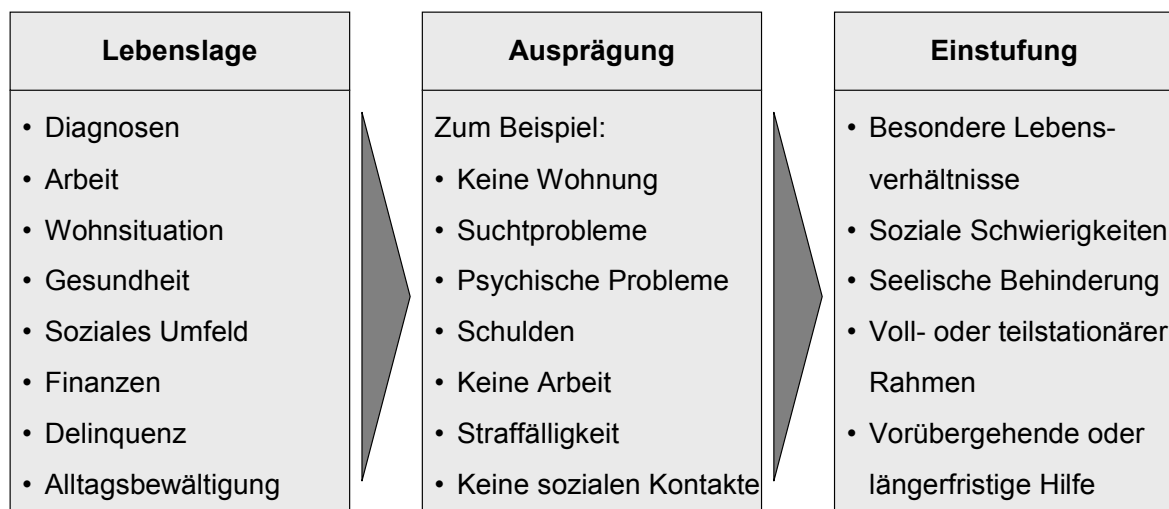 Lebenslage
• Diagnosen
• Arbeit
• Wohnsituation
• Gesundheit
• Soziales Umfeld
• Finanzen
• Delinquenz
• Alltagsbewältigung
Ausprägung
Zum Beispiel:
• Keine Wohnung
• Suchtprobleme
• Psychische Probleme
• Schulden
• Keine Arbeit
• Straffälligkeit
• Keine sozialen Kontakte
Einstufung
• Besondere Lebens-
verhältnisse
• Soziale Schwierigkeiten
• Seelische Behinderung
• Voll- oder teilstationärer
Rahmen
• Vorübergehende oder
längerfristige Hilfe